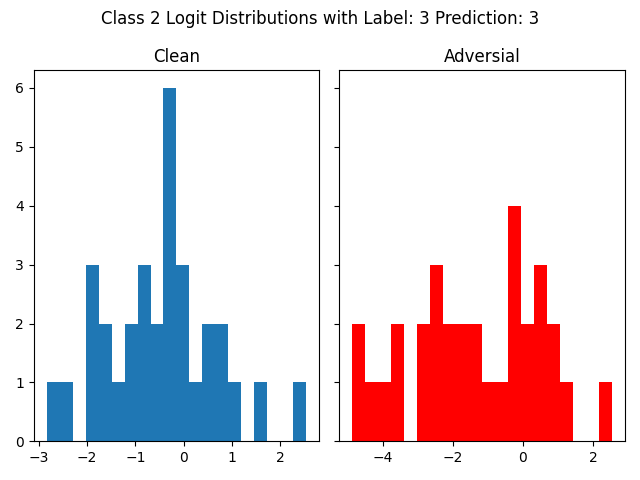 Class 2 Logit Distributions with Label: 3 Prediction: 3
Clean
Adversial
6
5
4
3
2
1
0
−3 −2 −1 0 1 2
−4 −2 0 2